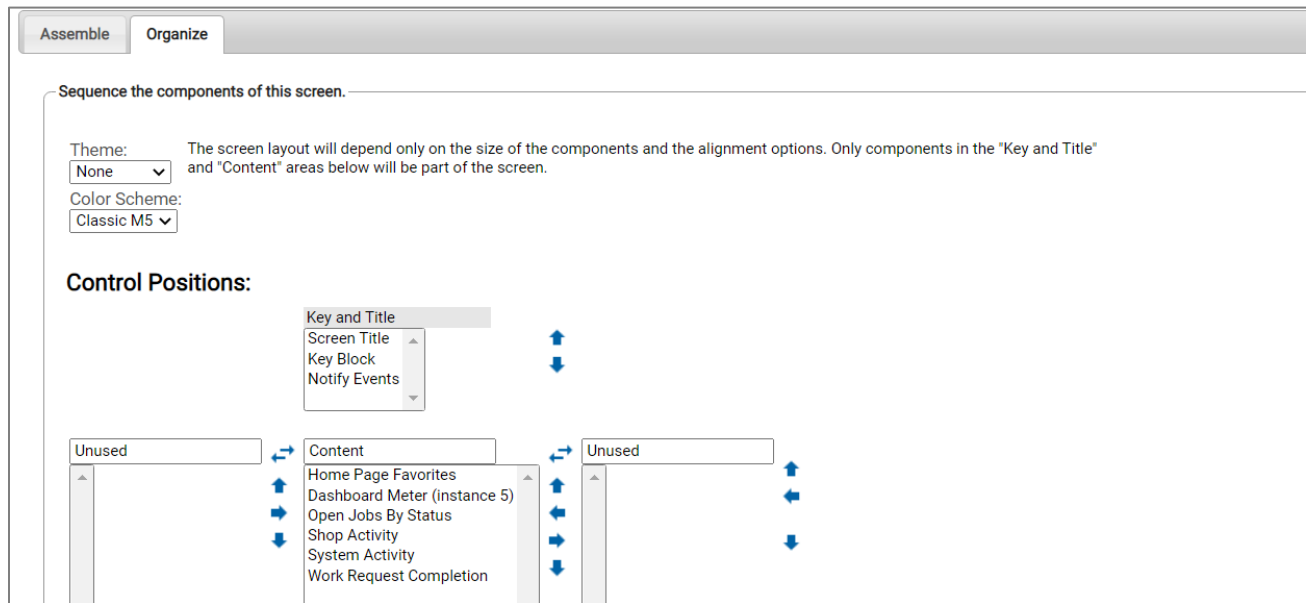 Assemble Organize
Sequence the components of this screen.
Theme:
None
The screen layout will depend only on the size of the components and the alignment options. Only components in the "Key and Title"
and "Content" areas below will be part of the screen.
Color Scheme:
Classic M5
Control Positions:
Key and Title
Screen Title
Key Block
Notify Events
Unused Content Unused
Home Page Favorites
Dashboard Meter (instance 5)
Open Jobs By Status
Shop Activity
System Activity
Work Request Completion